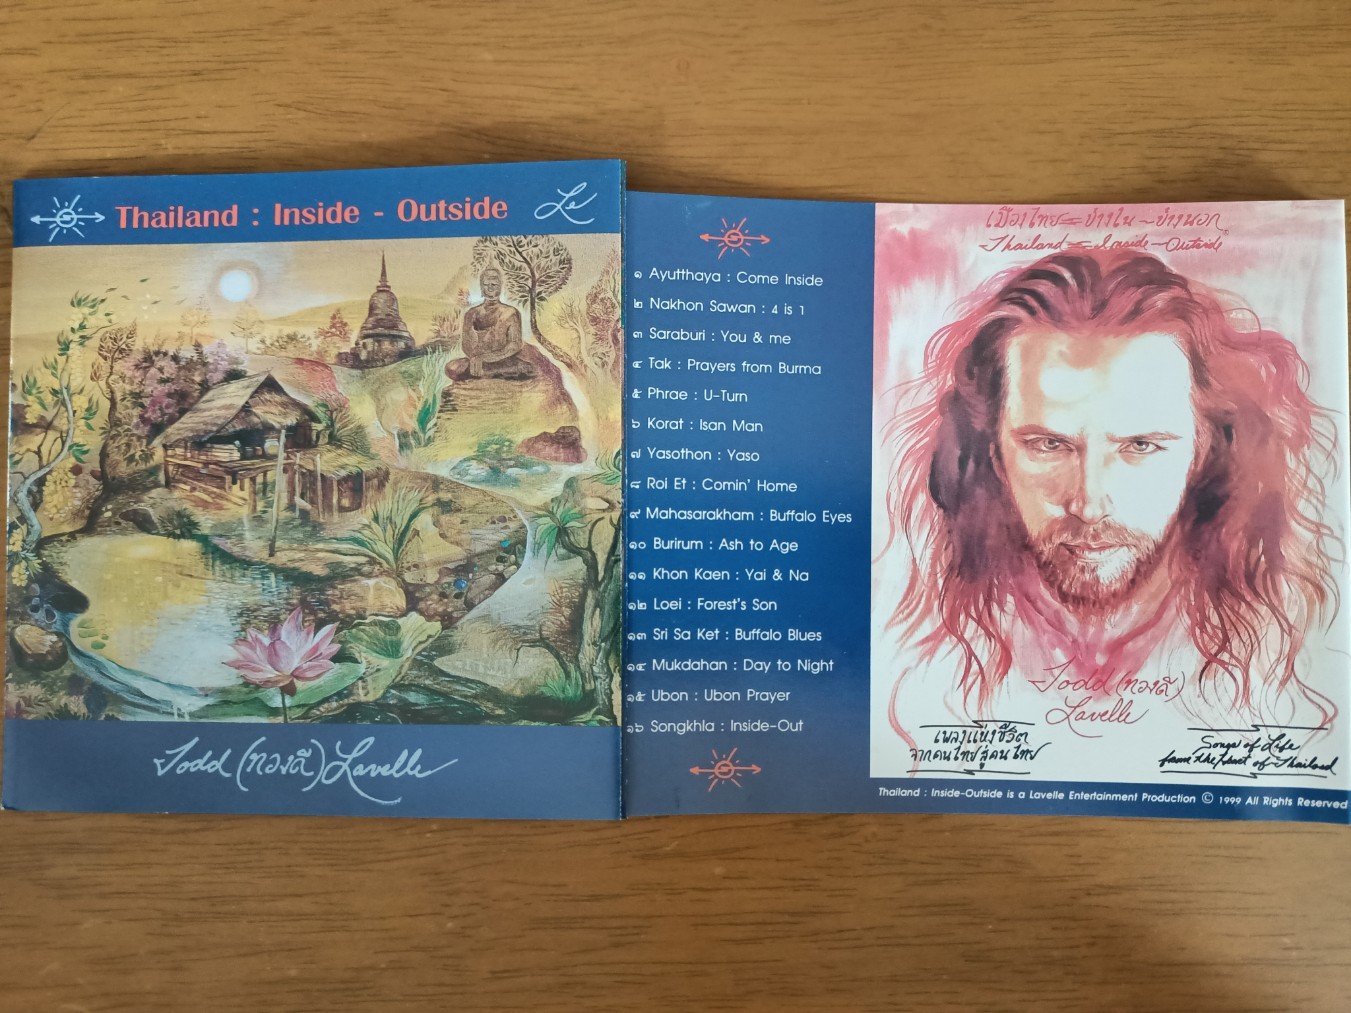 Thailand : Inside - Outside
Le
Todd (ทองดี) Lavelle
๑ Ayutthaya : Come Inside
๒ Nakhon Sawan : 4 is 1
๓ Saraburi : You & me
๔ Tak : Prayers from Burma
๕ Phrae : U-Turn
๖ Korat : Isan Man
๗ Yasothon : Yaso
๘ Roi Et : Comin' Home
๙ Mahasarakham : Buffalo Eyes
๑๐ Burirum : Ash to Age
๑๑ Khon Kaen : Yai & Na
๑๒ Loei : Forest's Son
๑๓ Sri Sa Ket : Buffalo Blues
๑๔ Mukdahan : Day to Night
๑๕ Ubon : Ubon Prayer
๑๖ Songkhla : Inside-Out
เมืองไทย = ข้างใน - ข้างนอก
Thailand = Inside - Outside
Todd (ทองดี)
Lavelle
เพลงแห่งชีวิต
จากคนไทยสู่คนไทย
Songs of Life
from the Heart of Thailand
Thailand : Inside-Outside is a Lavelle Entertainment Production © 1999 All Rights Reserved